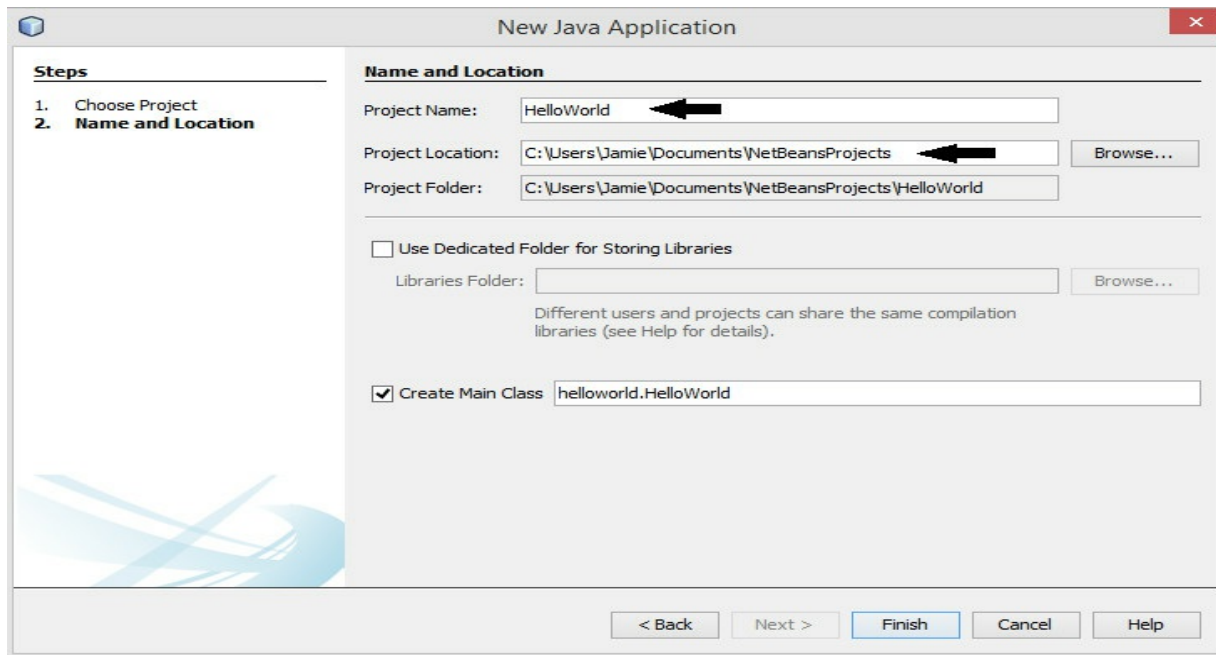 New Java Application
Steps
1. Choose Project
2. Name and Location
Name and Location
Project Name: HelloWorld
Project Location: C:\Users\Jamie\Documents\NetBeansProjects Browse...
Project Folder: C:\Users\Jamie\Documents\NetBeansProjects\HelloWorld
Use Dedicated Folder for Storing Libraries
Libraries Folder: Browse...
Different users and projects can share the same compilation
libraries (see Help for details).
Create Main Class helloworld.HelloWorld
< Back Next > Finish Cancel Help